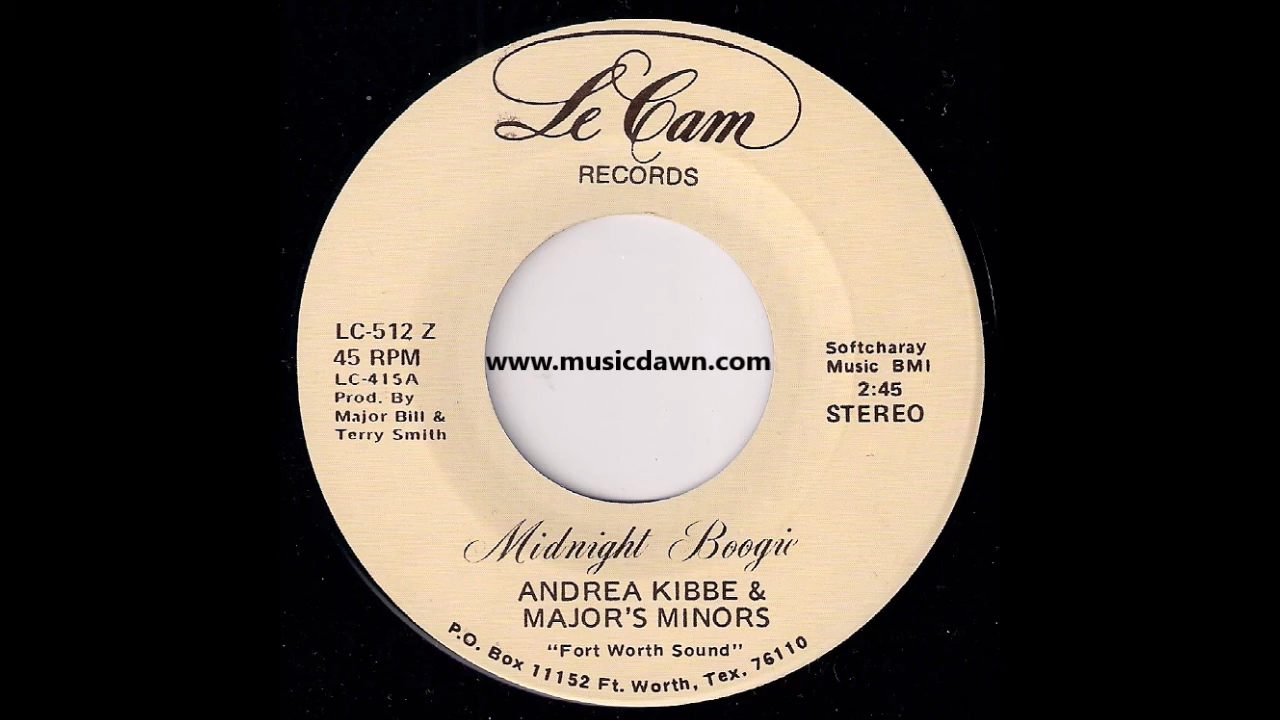 Le Cam
RECORDS
LC-512 Z
45 RPM
LC-415A
Prod. By
Major Bill &
Terry Smith
www.musicdawn.com
Softcharay
Music BMI
2:45
STEREO
Midnight Boogie
ANDREA KIBBE &
MAJOR'S MINORS
"Fort Worth Sound"
P.O. Box 11152 Ft. Worth, Tex, 76110